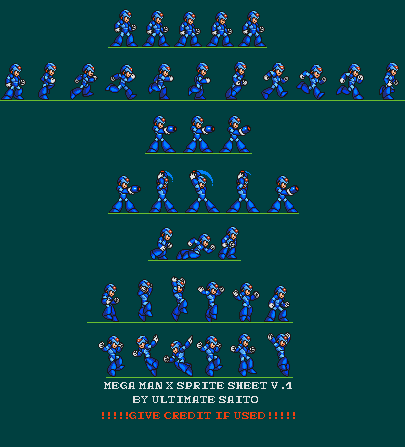 MEGA MAN X SPRITE SHEET V .1
BY ULTIMATE SAITO
!!!!!GIVE CREDIT IF USED!!!!!